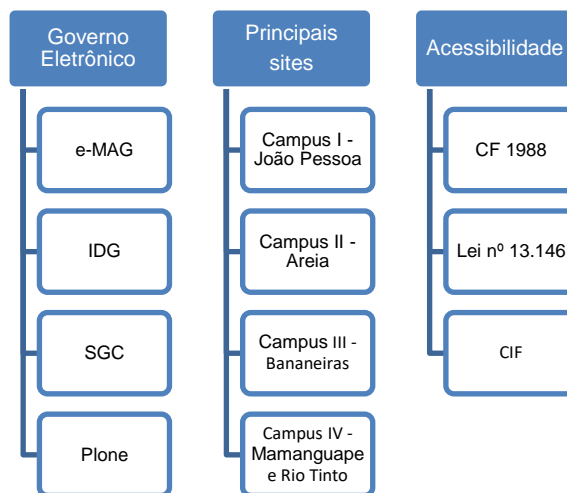 Governo
Eletrônico
e-MAG
IDG
SGC
Plone
Principais
sites
Campus I -
João Pessoa
Campus II -
Areia
Campus III -
Bananeiras
Campus IV -
Mamanguape
e Rio Tinto
Acessibilidade
CF 1988
Lei nº 13.146
CIF